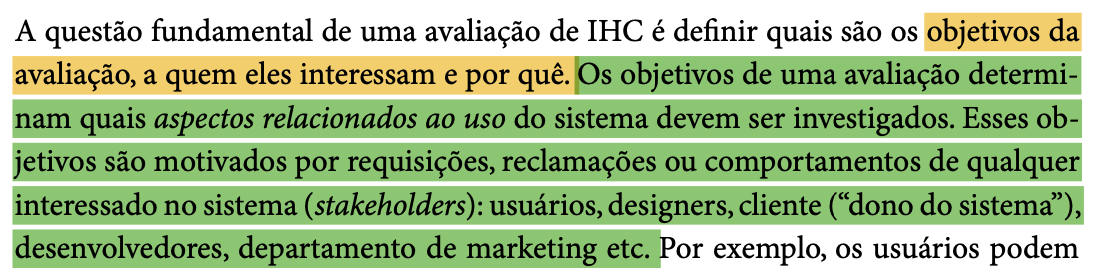 A questão fundamental de uma avaliação de IHC é definir quais são os objetivos da
avaliação, a quem eles interessam e por quê. Os objetivos de uma avaliação determi-
nam quais aspectos relacionados ao uso do sistema devem ser investigados. Esses ob-
jetivos são motivados por requisições, reclamações ou comportamentos de qualquer
interessado no sistema (stakeholders): usuários, designers, cliente (“dono do sistema”),
desenvolvedores, departamento de marketing etc. Por exemplo, os usuários podem